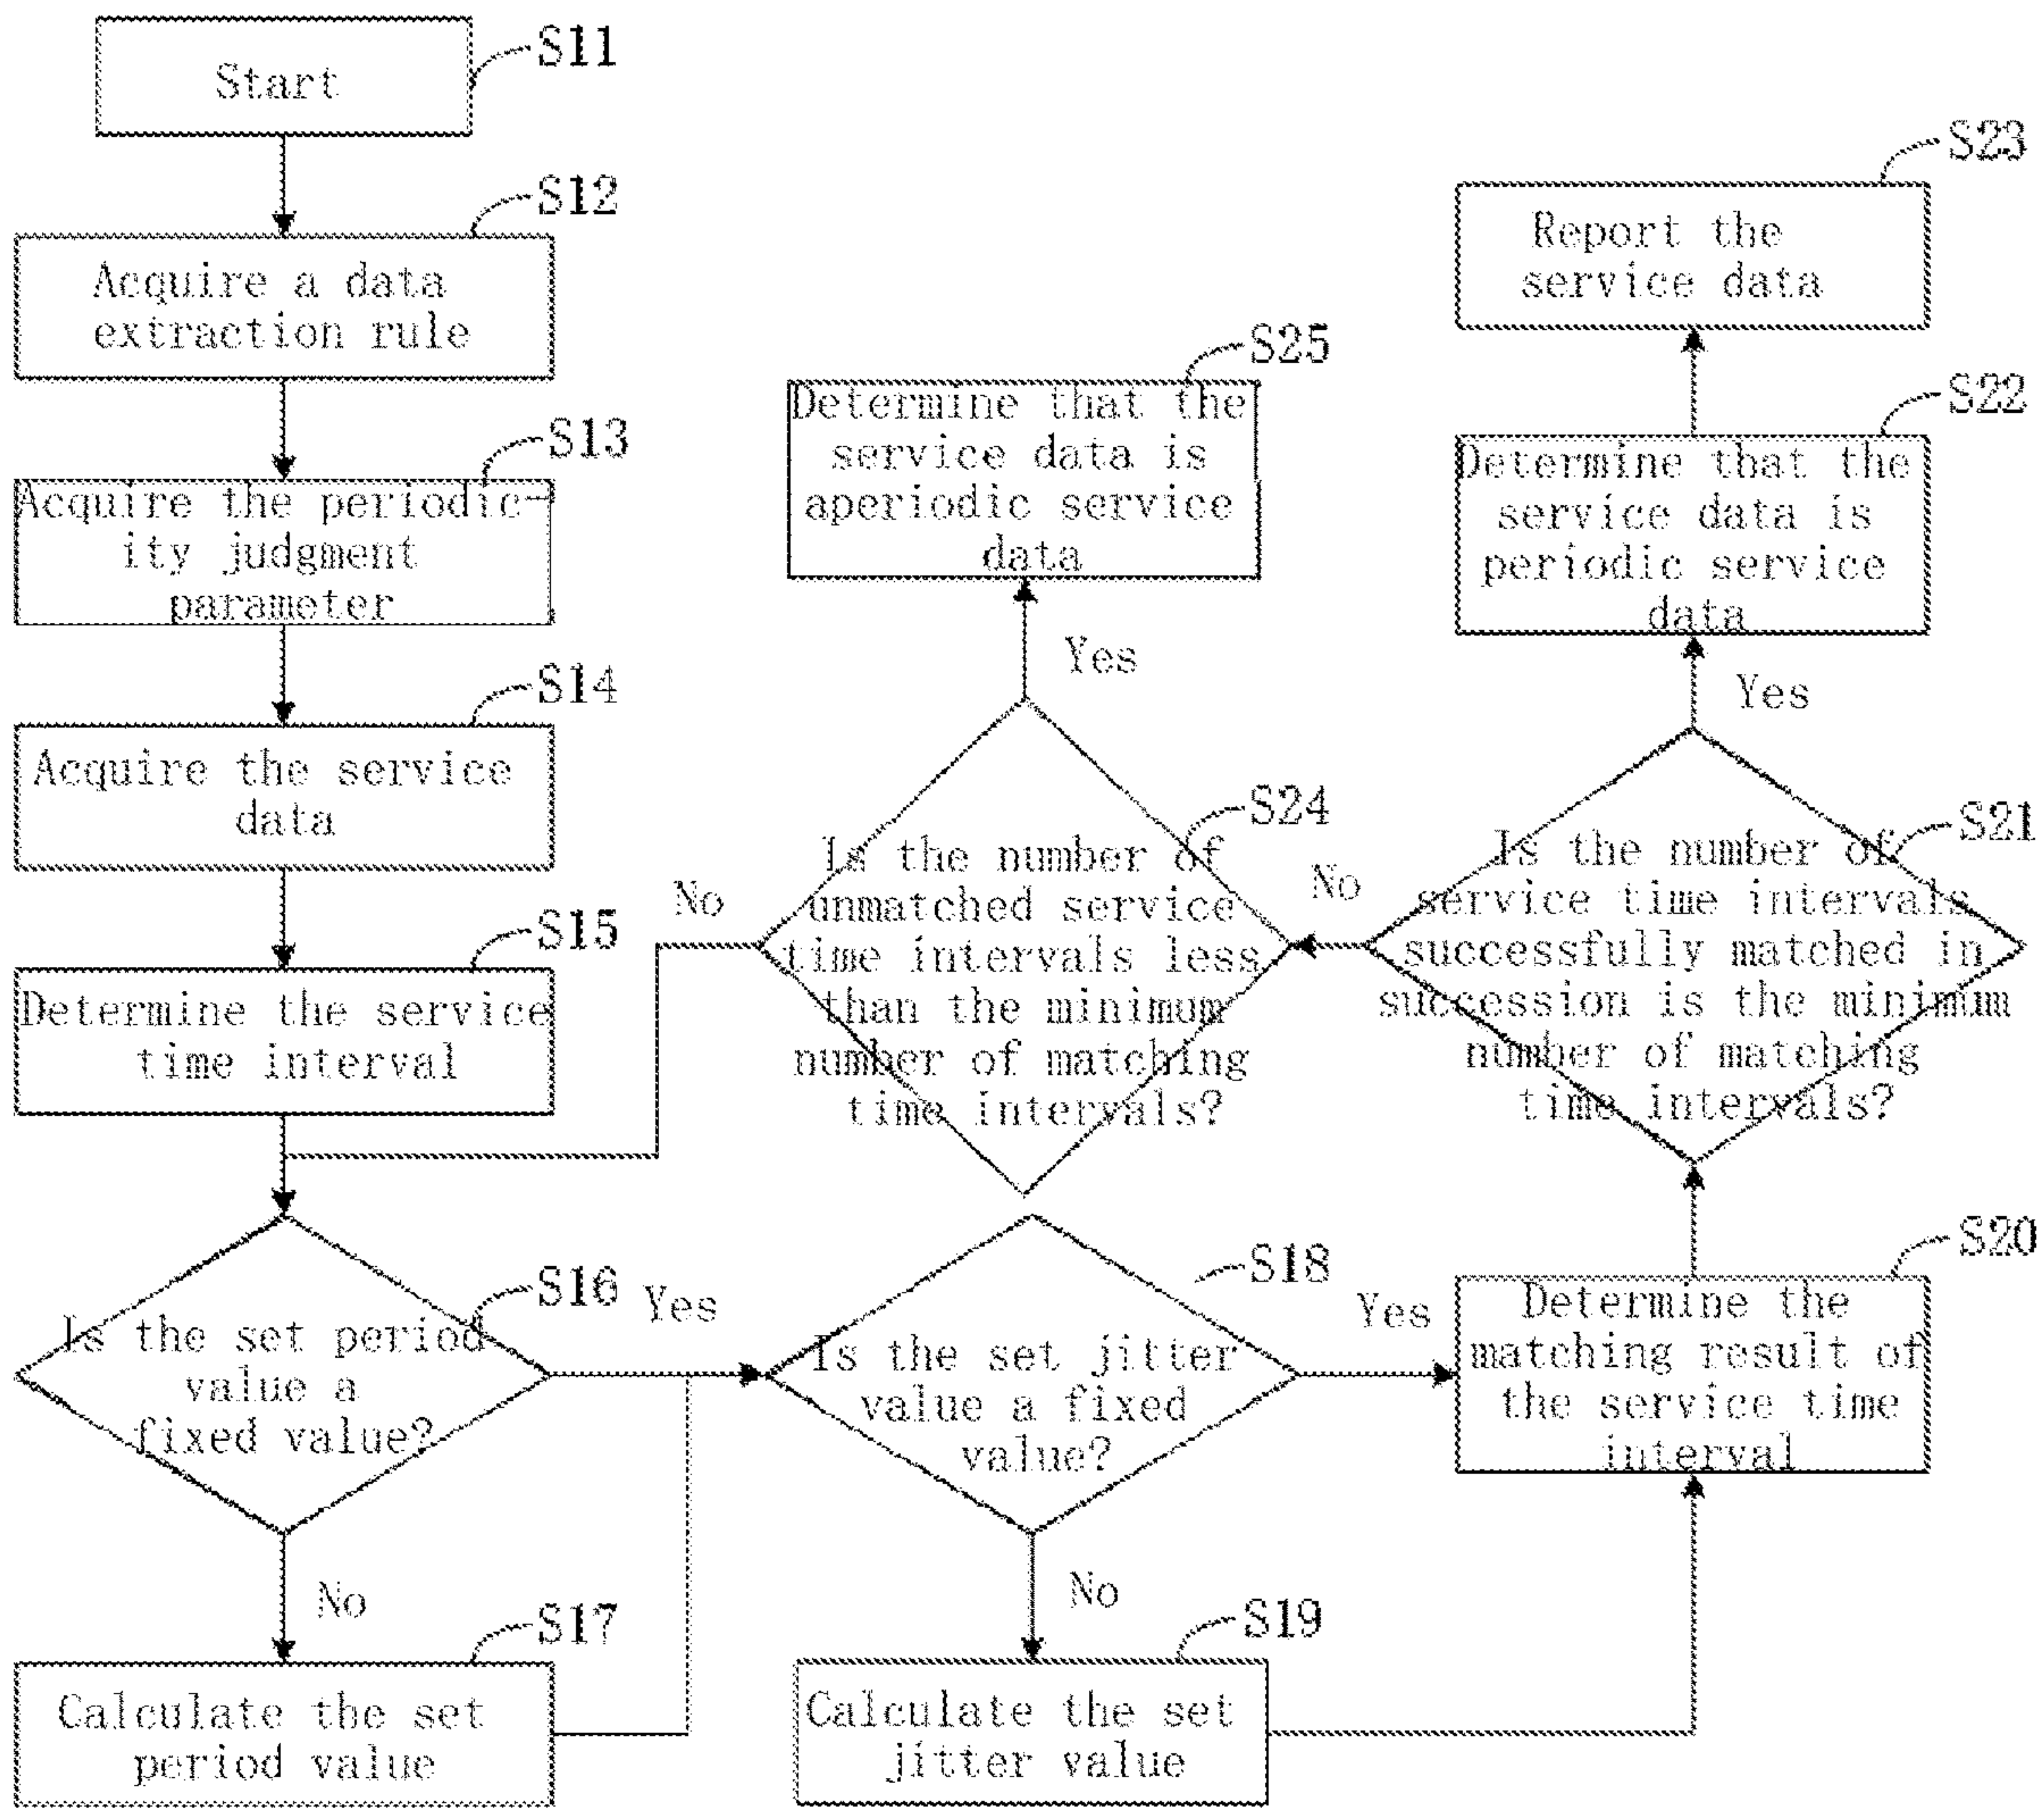 S11
Start
S12
Acquire a data
extraction rule
S13
Acquire the periodic-
ity judgment
parameter
S14
Acquire the service
data
S15
Determine the service
time interval
S16
Is the set period
value a
fixed value?
Yes
No
S17
Calculate the set
period value
S18
Is the set jitter
value a fixed
value?
Yes
No
S19
Calculate the set
jitter value
S20
Determine the
matching result of
the service time
interval
S21
Is the number of
service time intervals
successfully matched in
succession is the minimum
number of matching
time intervals?
Yes
No
S22
Determine that the
service data is
periodic service
data
S23
Report the
service data
S24
Is the number of
unmatched service
time intervals less
than the minimum
number of matching
time intervals?
Yes
No
S25
Determine that the
service data is
aperiodic service
data